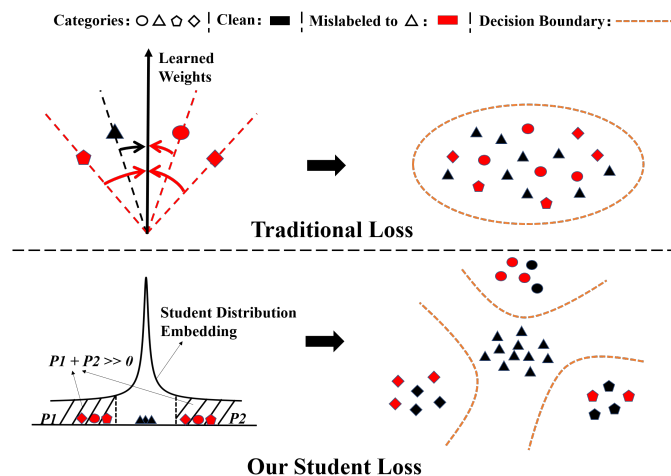 Categories: Clean: Mislabeled to : Decision Boundary:
Learned
Weights
Traditional Loss
Student Distribution
Embedding
P1 + P2 >> 0
P1
P2
Our Student Loss